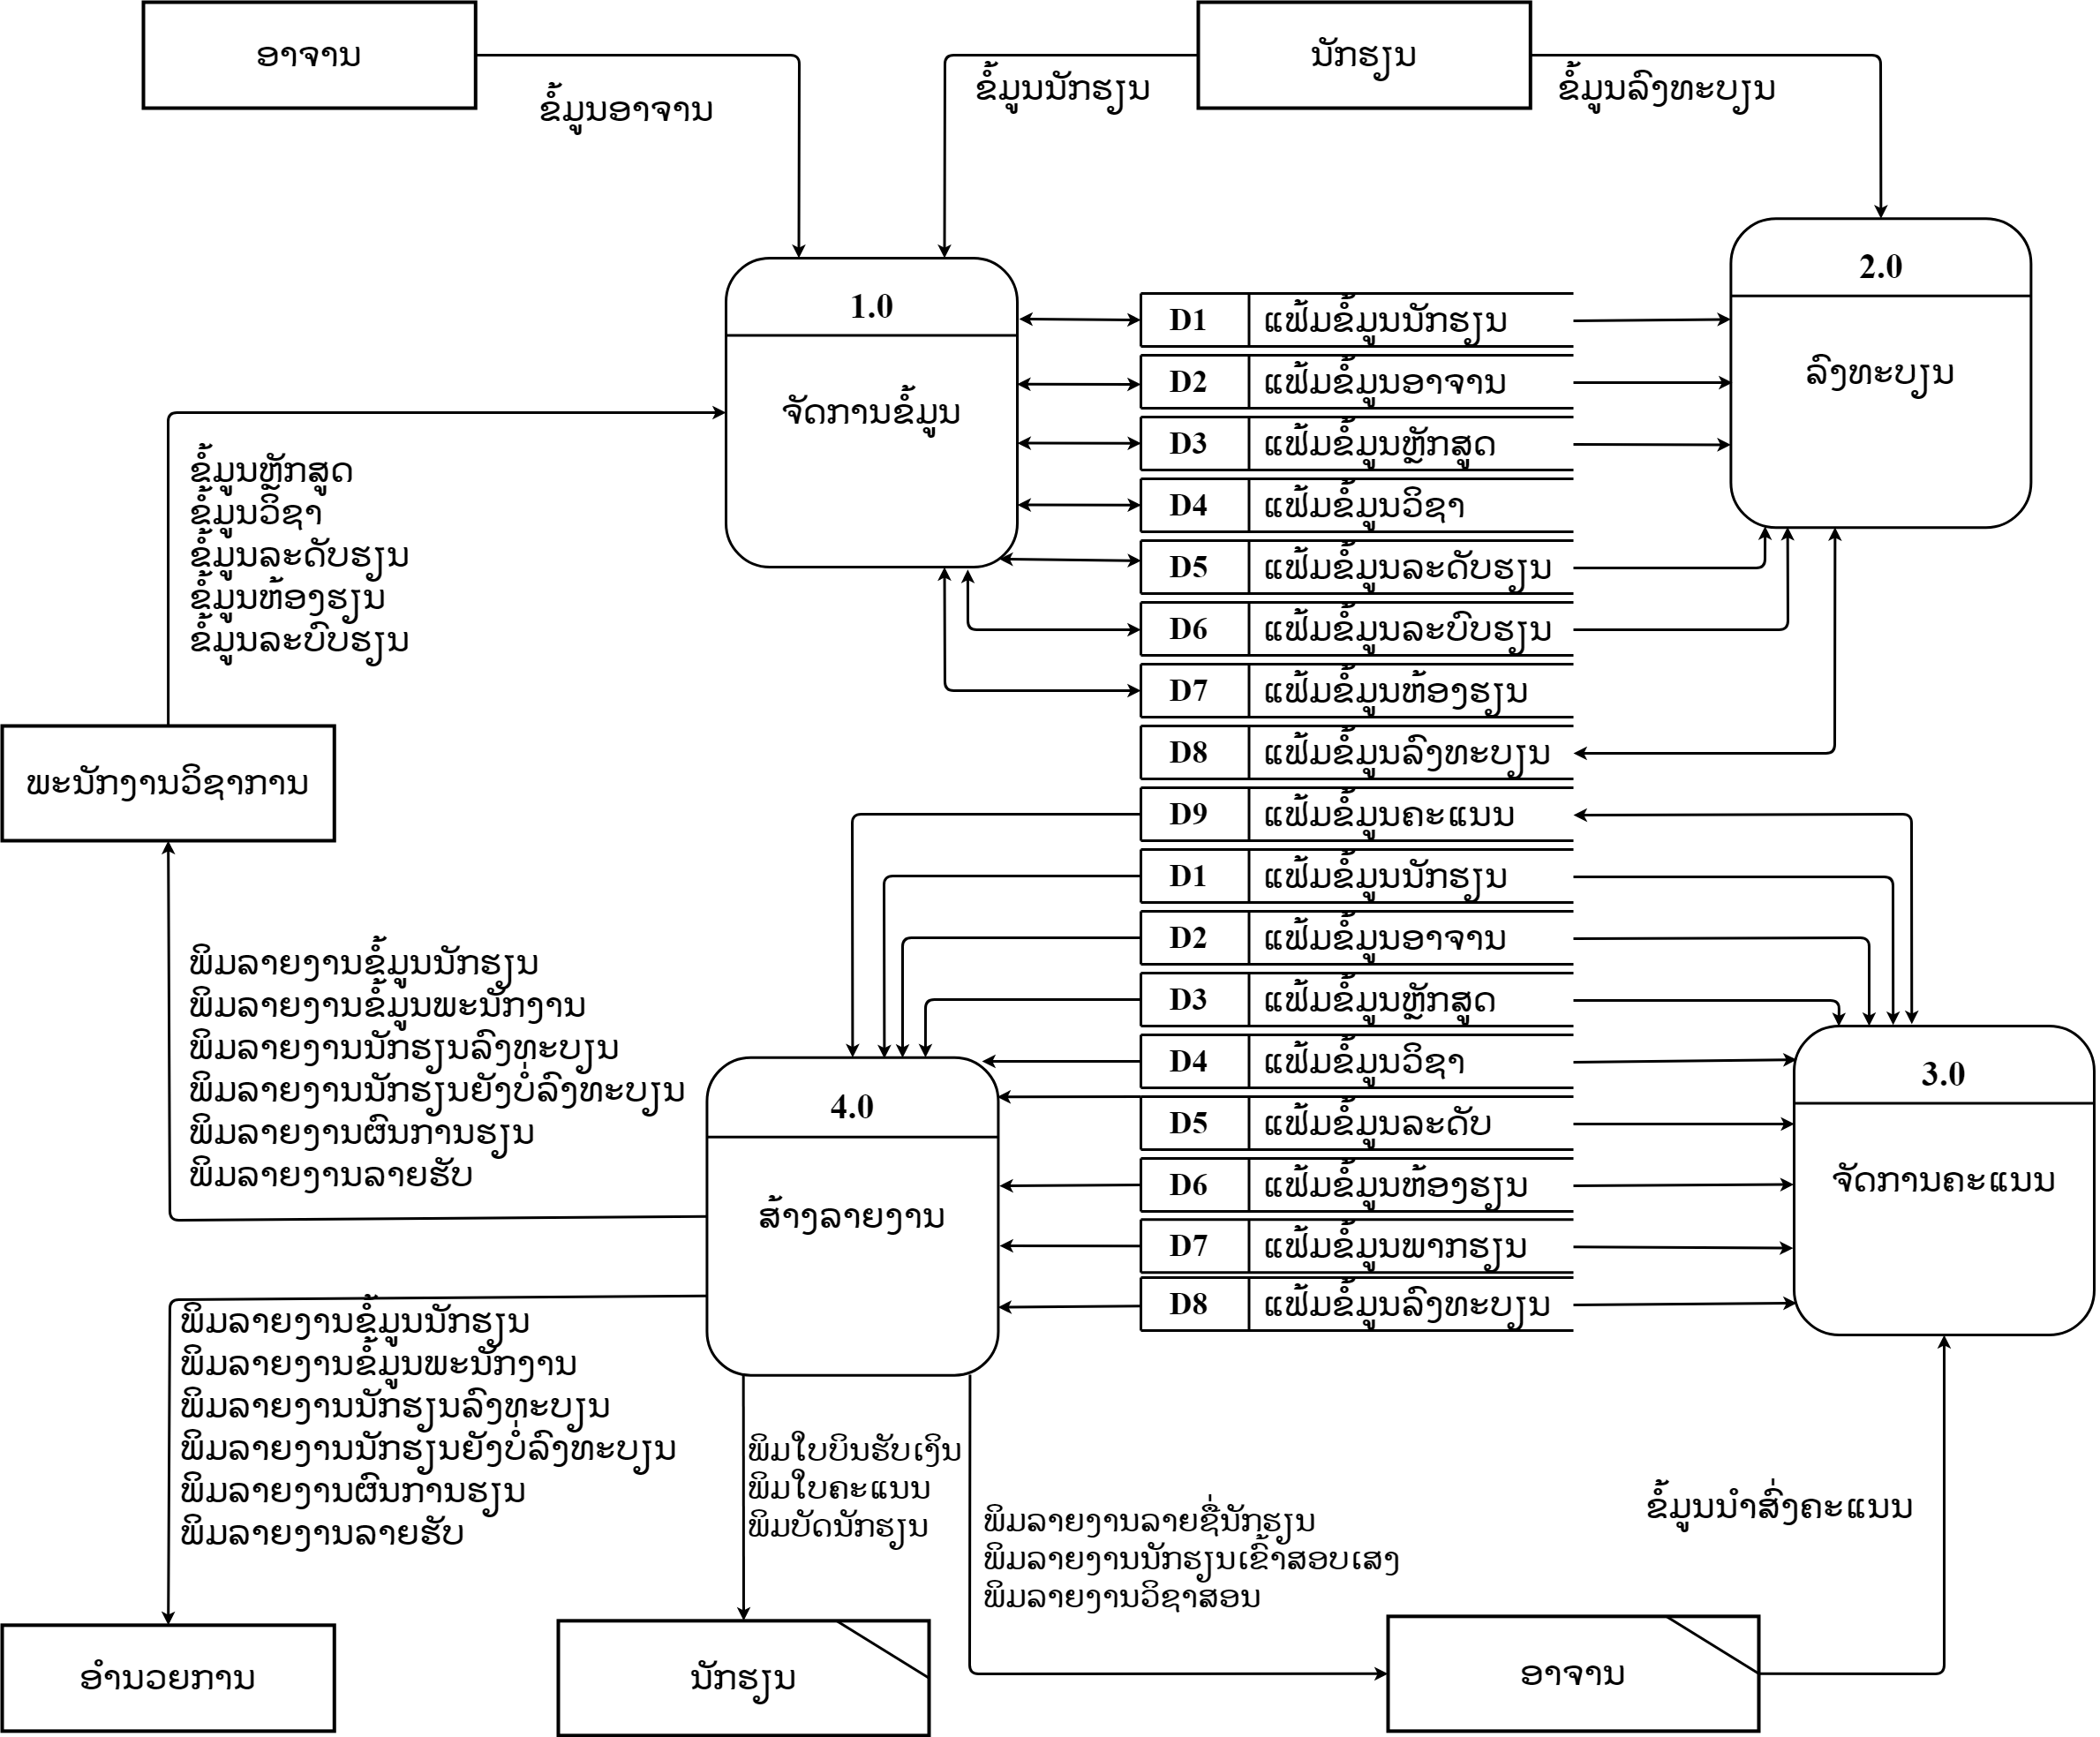 ອາຈານ
ນັກຮຽນ
ຂໍ້ມູນອາຈານ
ຂໍ້ມູນນັກຮຽນ
ຂໍ້ມູນລົງທະບຽນ
1.0
ຈັດການຂໍ້ມູນ
2.0
ລົງທະບຽນ
D1 ແຟ້ມຂໍ້ມູນນັກຮຽນ
D2 ແຟ້ມຂໍ້ມູນອາຈານ
D3 ແຟ້ມຂໍ້ມູນຫຼັກສູດ
D4 ແຟ້ມຂໍ້ມູນວິຊາ
D5 ແຟ້ມຂໍ້ມູນລະດັບຮຽນ
D6 ແຟ້ມຂໍ້ມູນລະບົບຮຽນ
D7 ແຟ້ມຂໍ້ມູນຫ້ອງຮຽນ
D8 ແຟ້ມຂໍ້ມູນລົງທະບຽນ
D9 ແຟ້ມຂໍ້ມູນຄະແນນ
D1 ແຟ້ມຂໍ້ມູນນັກຮຽນ
D2 ແຟ້ມຂໍ້ມູນອາຈານ
D3 ແຟ້ມຂໍ້ມູນຫຼັກສູດ
D4 ແຟ້ມຂໍ້ມູນວິຊາ
D5 ແຟ້ມຂໍ້ມູນລະດັບ
D6 ແຟ້ມຂໍ້ມູນຫ້ອງຮຽນ
D7 ແຟ້ມຂໍ້ມູນພາກຮຽນ
D8 ແຟ້ມຂໍ້ມູນລົງທະບຽນ
ຂໍ້ມູນຫຼັກສູດ
ຂໍ້ມູນວິຊາ
ຂໍ້ມູນລະດັບຮຽນ
ຂໍ້ມູນຫ້ອງຮຽນ
ຂໍ້ມູນລະບົບຮຽນ
ພະນັກງານວິຊາການ
ພິມລາຍງານຂໍ້ມູນນັກຮຽນ
ພິມລາຍງານຂໍ້ມູນພະນັກງານ
ພິມລາຍງານນັກຮຽນລົງທະບຽນ
ພິມລາຍງານນັກຮຽນຍັງບໍ່ລົງທະບຽນ
ພິມລາຍງານຜົນການຮຽນ
ພິມລາຍງານລາຍຮັບ
4.0
ສ້າງລາຍງານ
3.0
ຈັດການຄະແນນ
ພິມລາຍງານຂໍ້ມູນນັກຮຽນ
ພິມລາຍງານຂໍ້ມູນພະນັກງານ
ພິມລາຍງານນັກຮຽນລົງທະບຽນ
ພິມລາຍງານນັກຮຽນຍັງບໍ່ລົງທະບຽນ
ພິມລາຍງານຜົນການຮຽນ
ພິມລາຍງານລາຍຮັບ
ພິມໃບບິນຮັບເງິນ
ພິມໃບຄະແນນ
ພິມບັດນັກຮຽນ
ພິມລາຍງານລາຍຊື່ນັກຮຽນ
ພິມລາຍງານນັກຮຽນເຂົ້າສອບເສງ
ພິມລາຍງານວິຊາສອນ
ຂໍ້ມູນນຳສົ່ງຄະແນນ
ອຳນວຍການ
ນັກຮຽນ
ອາຈານ